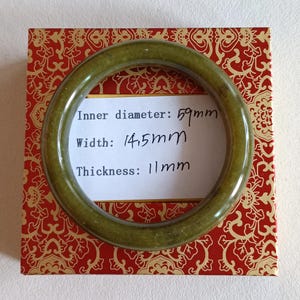 Inner diameter: 59mm
Width: 14,5mm
Thickness: 11mm